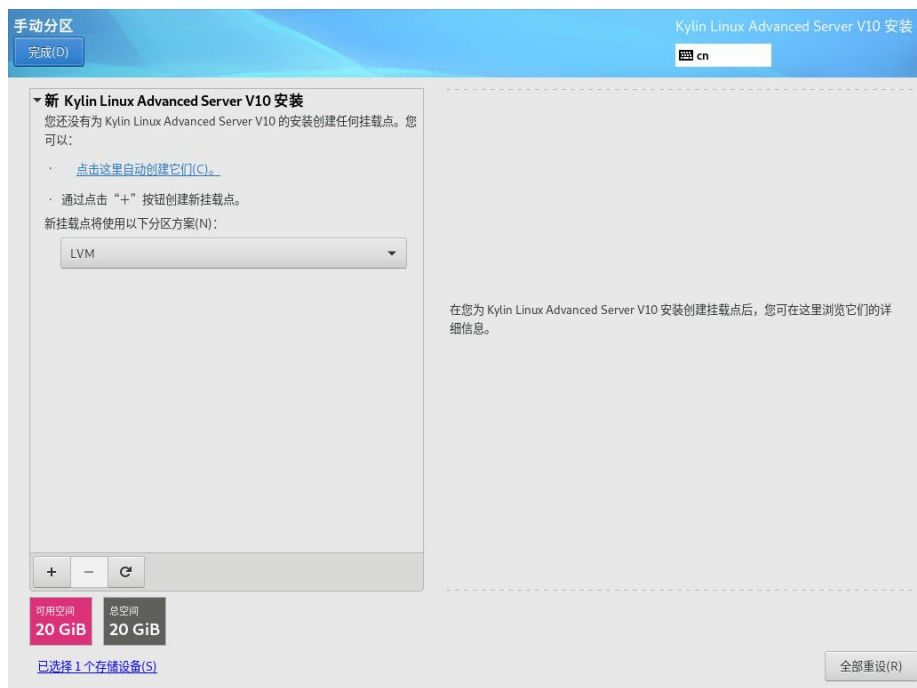 手动分区
Kylin Linux Advanced Server V10 安装
完成(D)
cn
新 Kylin Linux Advanced Server V10 安装
您还没有为 Kylin Linux Advanced Server V10 的安装创建任何挂载点。您
可以：
· 点击这里自动创建它们(C)。
· 通过点击“+”按钮创建新挂载点。
新挂载点将使用以下分区方案(N)：
LVM
在您为 Kylin Linux Advanced Server V10 安装创建挂载点后，您可在这里浏览它们的详
细信息。
+ −
可用空间
20 GiB
总空间
20 GiB
已选择 1 个存储设备(S)
全部重设(R)